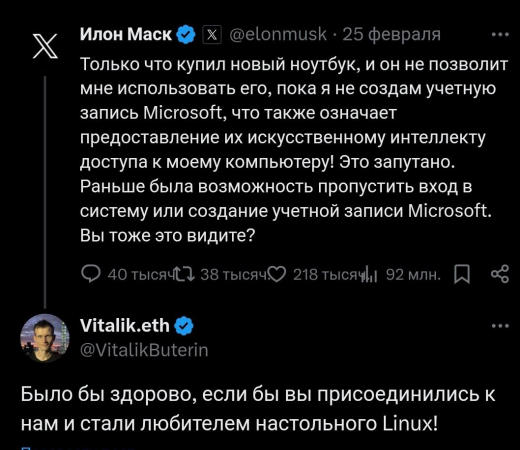 Илон Маск @elonmusk · 25 февраля
Только что купил новый ноутбук, и он не позволит
мне использовать его, пока я не создам учетную
запись Microsoft, что также означает
предоставление их искусственному интеллекту
доступа к моему компьютеру! Это запутано.
Раньше была возможность пропустить вход в
систему или создание учетной записи Microsoft.
Вы тоже это видите?
40 тысяч 38 тысяч 218 тысяч 92 млн.
Vitalik.eth
@VitalikButerin
Было бы здорово, если бы вы присоединились к
нам и стали любителем настольного Linux!